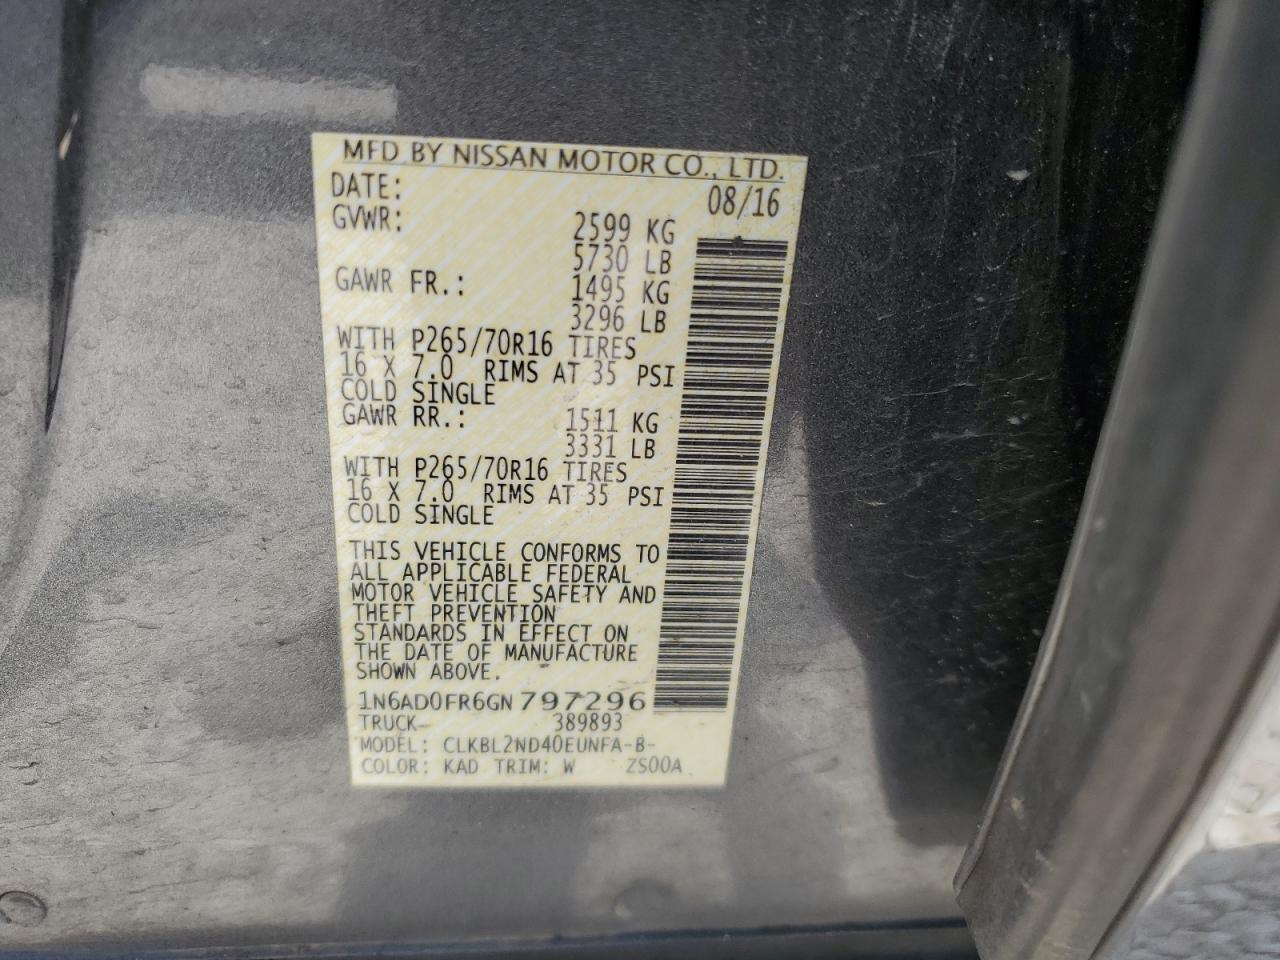 MFD BY NISSAN MOTOR CO., LTD.
DATE: 08/16
GVWR: 2599 KG
5730 LB
GAWR FR.: 1495 KG
3296 LB
WITH P265/70R16 TIRES
16 X 7.0 RIMS AT 35 PSI
COLD SINGLE
GAWR RR.: 1511 KG
3331 LB
WITH P265/70R16 TIRES
16 X 7.0 RIMS AT 35 PSI
COLD SINGLE
THIS VEHICLE CONFORMS TO
ALL APPLICABLE FEDERAL
MOTOR VEHICLE SAFETY AND
THEFT PREVENTION
STANDARDS IN EFFECT ON
THE DATE OF MANUFACTURE
SHOWN ABOVE.
1N6AD0FR6GN797296
TRUCK 389893
MODEL: CLKBL2ND40EUNFA-B-
COLOR: KAD TRIM: W ZS00A